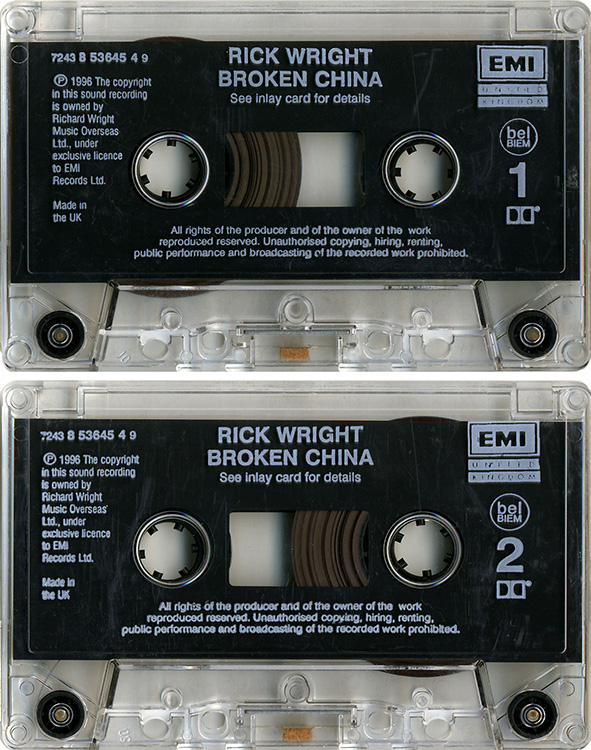 7243 8 53645 4 9
RICK WRIGHT
BROKEN CHINA
See inlay card for details
EMI
UNITED
KINGDOM
℗ 1996 The copyright
in this sound recording
is owned by
Richard Wright
Music Overseas
Ltd., under
exclusive licence
to EMI
Records Ltd.
Made in
the UK
bel
BIEM
1
All rights of the producer and of the owner of the work
reproduced reserved. Unauthorised copying, hiring, renting,
public performance and broadcasting of the recorded work prohibited.
7243 8 53645 4 9
RICK WRIGHT
BROKEN CHINA
See inlay card for details
EMI
UNITED
KINGDOM
℗ 1996 The copyright
in this sound recording
is owned by
Richard Wright
Music Overseas
Ltd., under
exclusive licence
to EMI
Records Ltd.
Made in
the UK
bel
BIEM
2
All rights of the producer and of the owner of the work
reproduced reserved. Unauthorised copying, hiring, renting,
public performance and broadcasting of the recorded work prohibited.